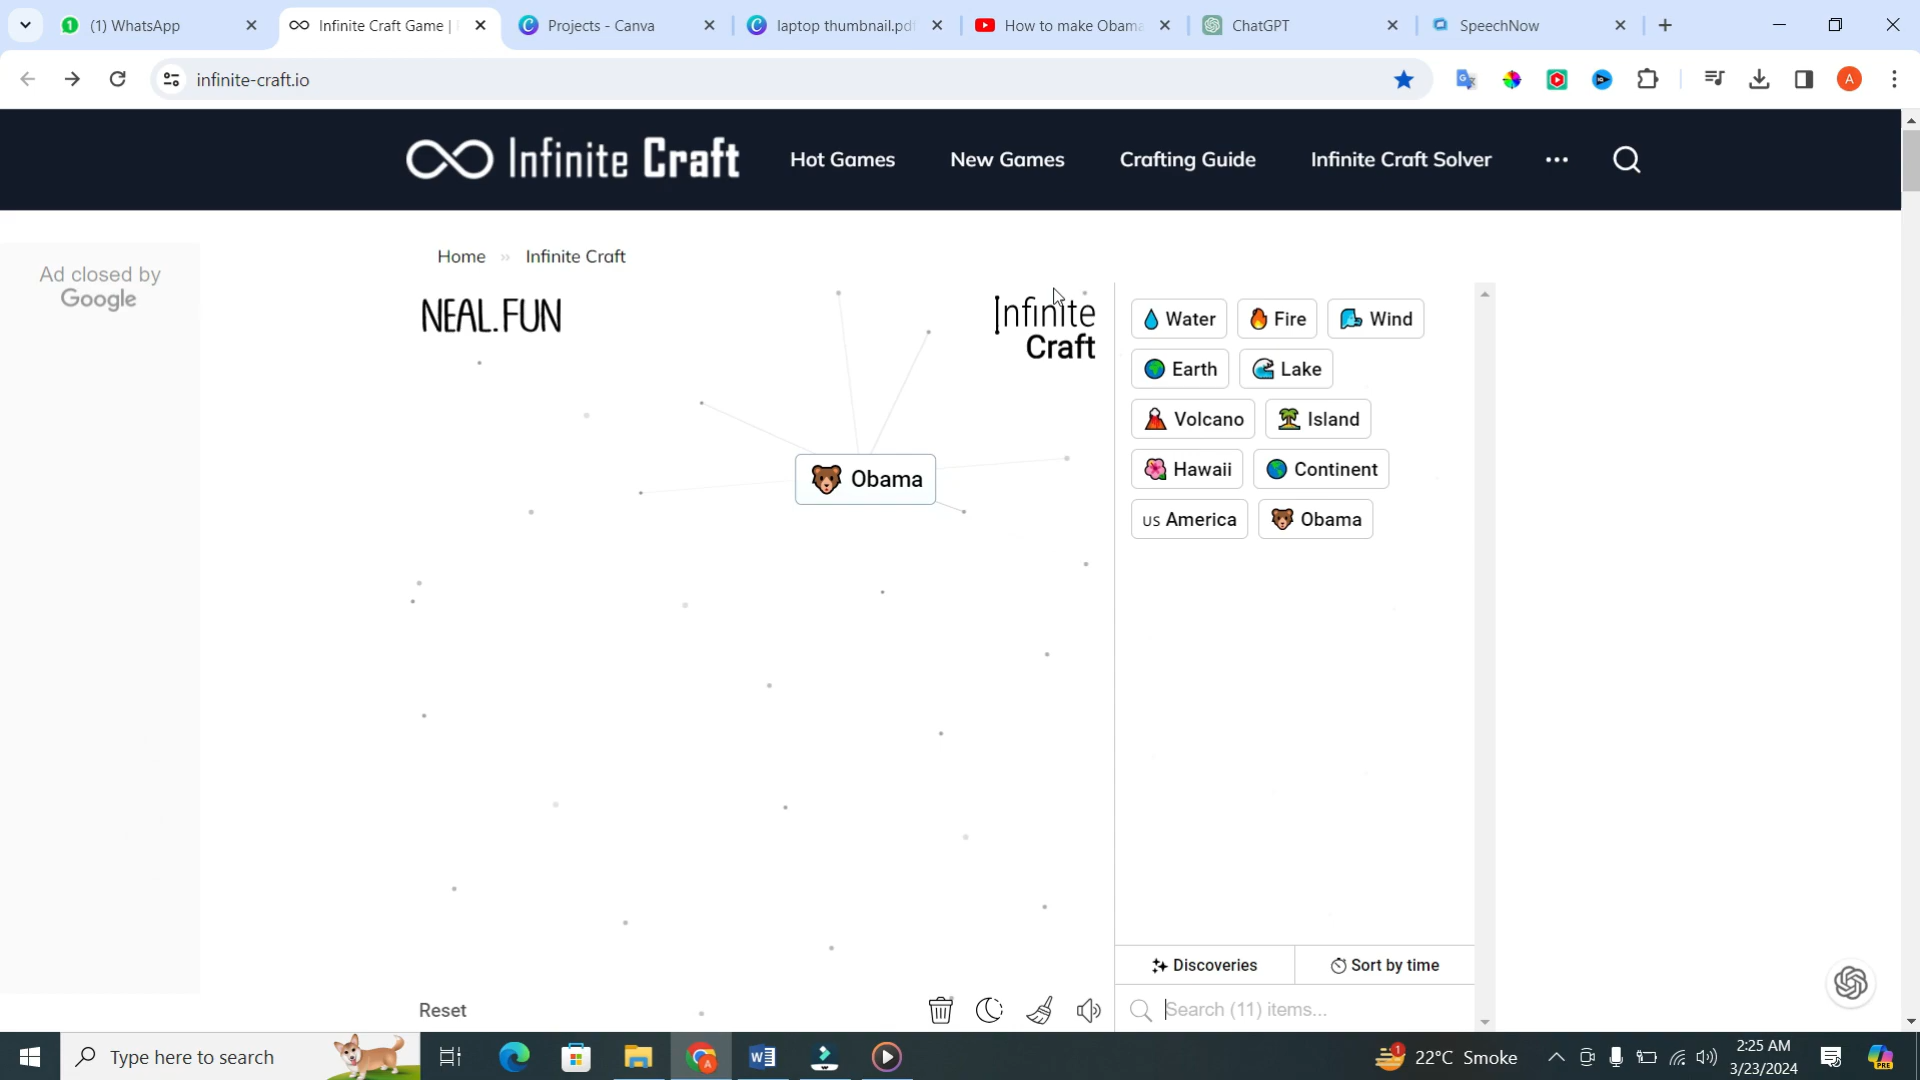 (1) WhatsApp
Infinite Craft Game |
Projects - Canva
laptop thumbnail.pdf
How to make Obama
ChatGPT
SpeechNow
infinite-craft.io
A
Infinite Craft
Hot Games
New Games
Crafting Guide
Infinite Craft Solver
Home » Infinite Craft
Ad closed by
Google
NEAL.FUN
Infinite
Craft
Obama
Water
Fire
Wind
Earth
Lake
Volcano
Island
Hawaii
Continent
US America
Obama
Discoveries
Sort by time
Reset
Search (11) items...
Type here to search
1
22°C Smoke
2:25 AM
3/23/2024
PRE